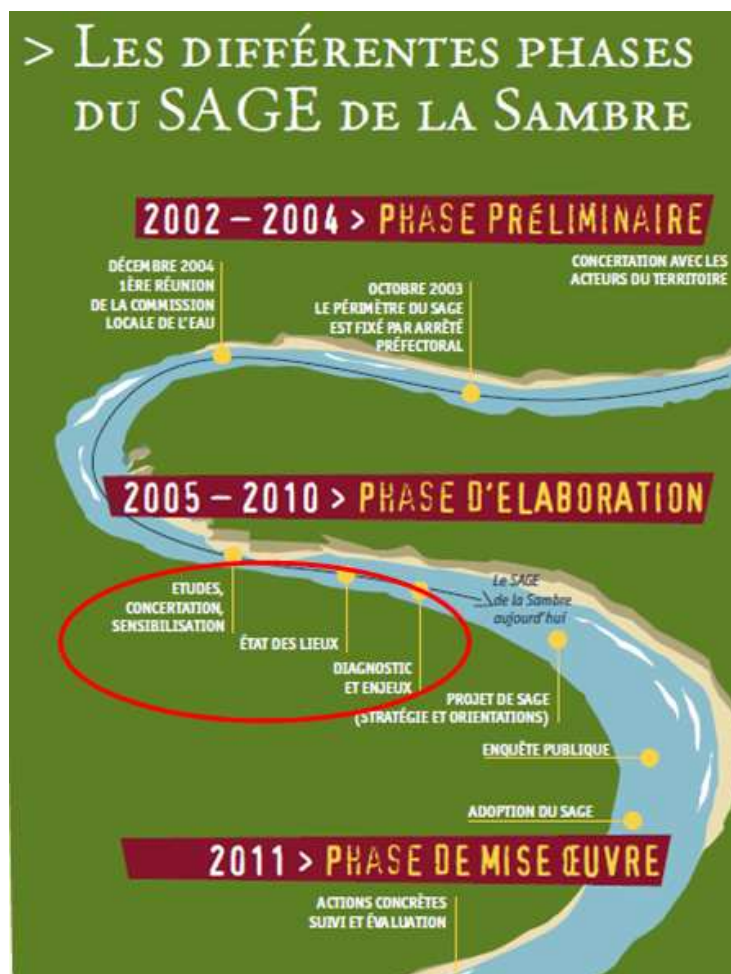 > LES DIFFÉRENTES PHASES
DU SAGE DE LA SAMBRE
2002 – 2004 > PHASE PRÉLIMINAIRE
CONCERTATION AVEC LES
ACTEURS DU TERRITOIRE
DÉCEMBRE 2004
1ÈRE RÉUNION
DE LA COMMISSION
LOCALE DE L'EAU
OCTOBRE 2003
LE PÉRIMÈTRE DU SAGE
EST FIXÉ PAR ARRÊTÉ
PRÉFECTORAL
2005 – 2010 > PHASE D'ELABORATION
ETUDES,
CONCERTATION,
SENSIBILISATION
ÉTAT DES LIEUX
DIAGNOSTIC
ET ENJEUX
Le SAGE
de la Sambre
aujourd'hui
PROJET DE SAGE
(STRATÉGIE ET ORIENTATIONS)
ENQUÊTE PUBLIQUE
ADOPTION DU SAGE
2011 > PHASE DE MISE ŒUVRE
ACTIONS CONCRÈTES
SUIVI ET ÉVALUATION